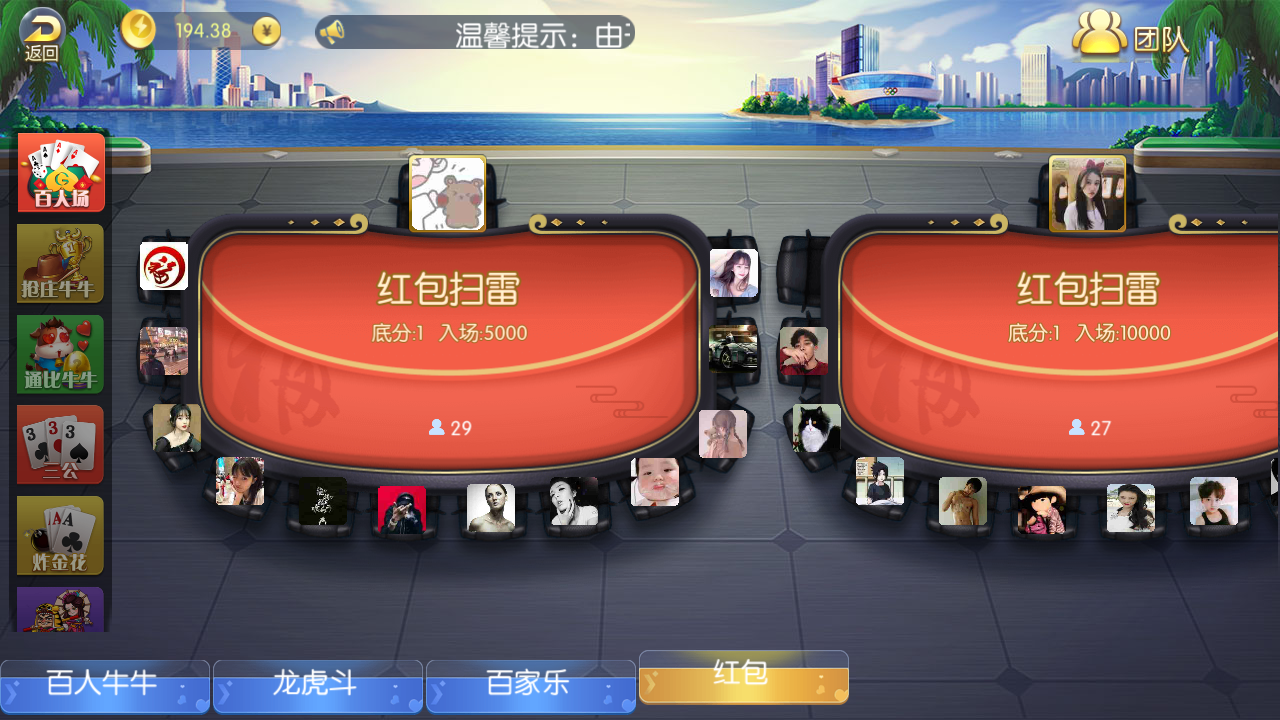 返回
194.38
温馨提示：由
团队
百人场
抢庄牛牛
通比牛牛
三公
炸金花
红包扫雷
底分:1 入场:5000
29
红包扫雷
底分:1 入场:10000
27
百人牛牛
龙虎斗
百家乐
红包